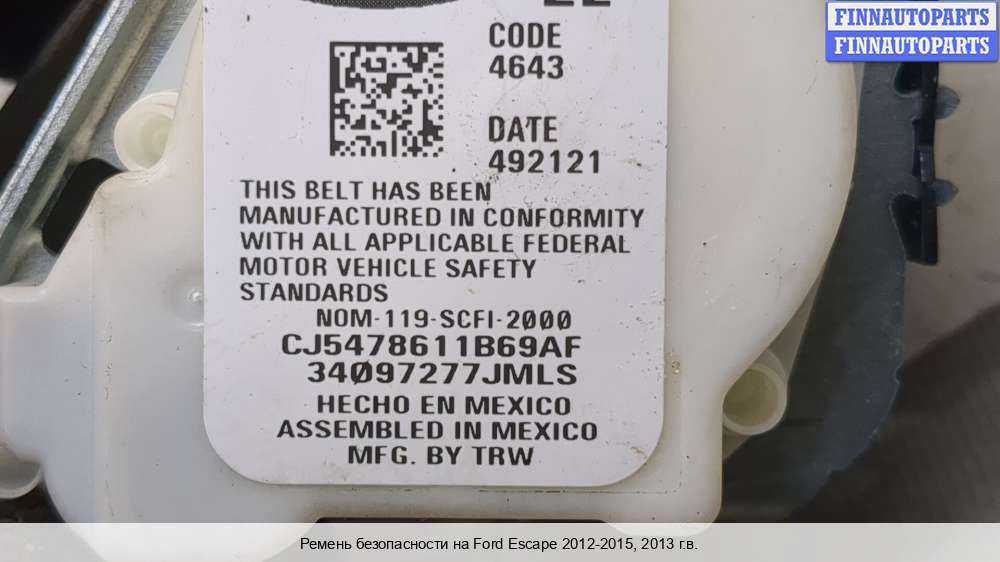 FINNAUTOPARTS
FINNAUTOPARTS
CODE
4643
DATE
492121
THIS BELT HAS BEEN
MANUFACTURED IN CONFORMITY
WITH ALL APPLICABLE FEDERAL
MOTOR VEHICLE SAFETY
STANDARDS
NOM-119-SCFI-2000
CJ5478611B69AF
34097277JMLS
HECHO EN MEXICO
ASSEMBLED IN MEXICO
MFG. BY TRW
Ремень безопасности на Ford Escape 2012-2015, 2013 г.в.